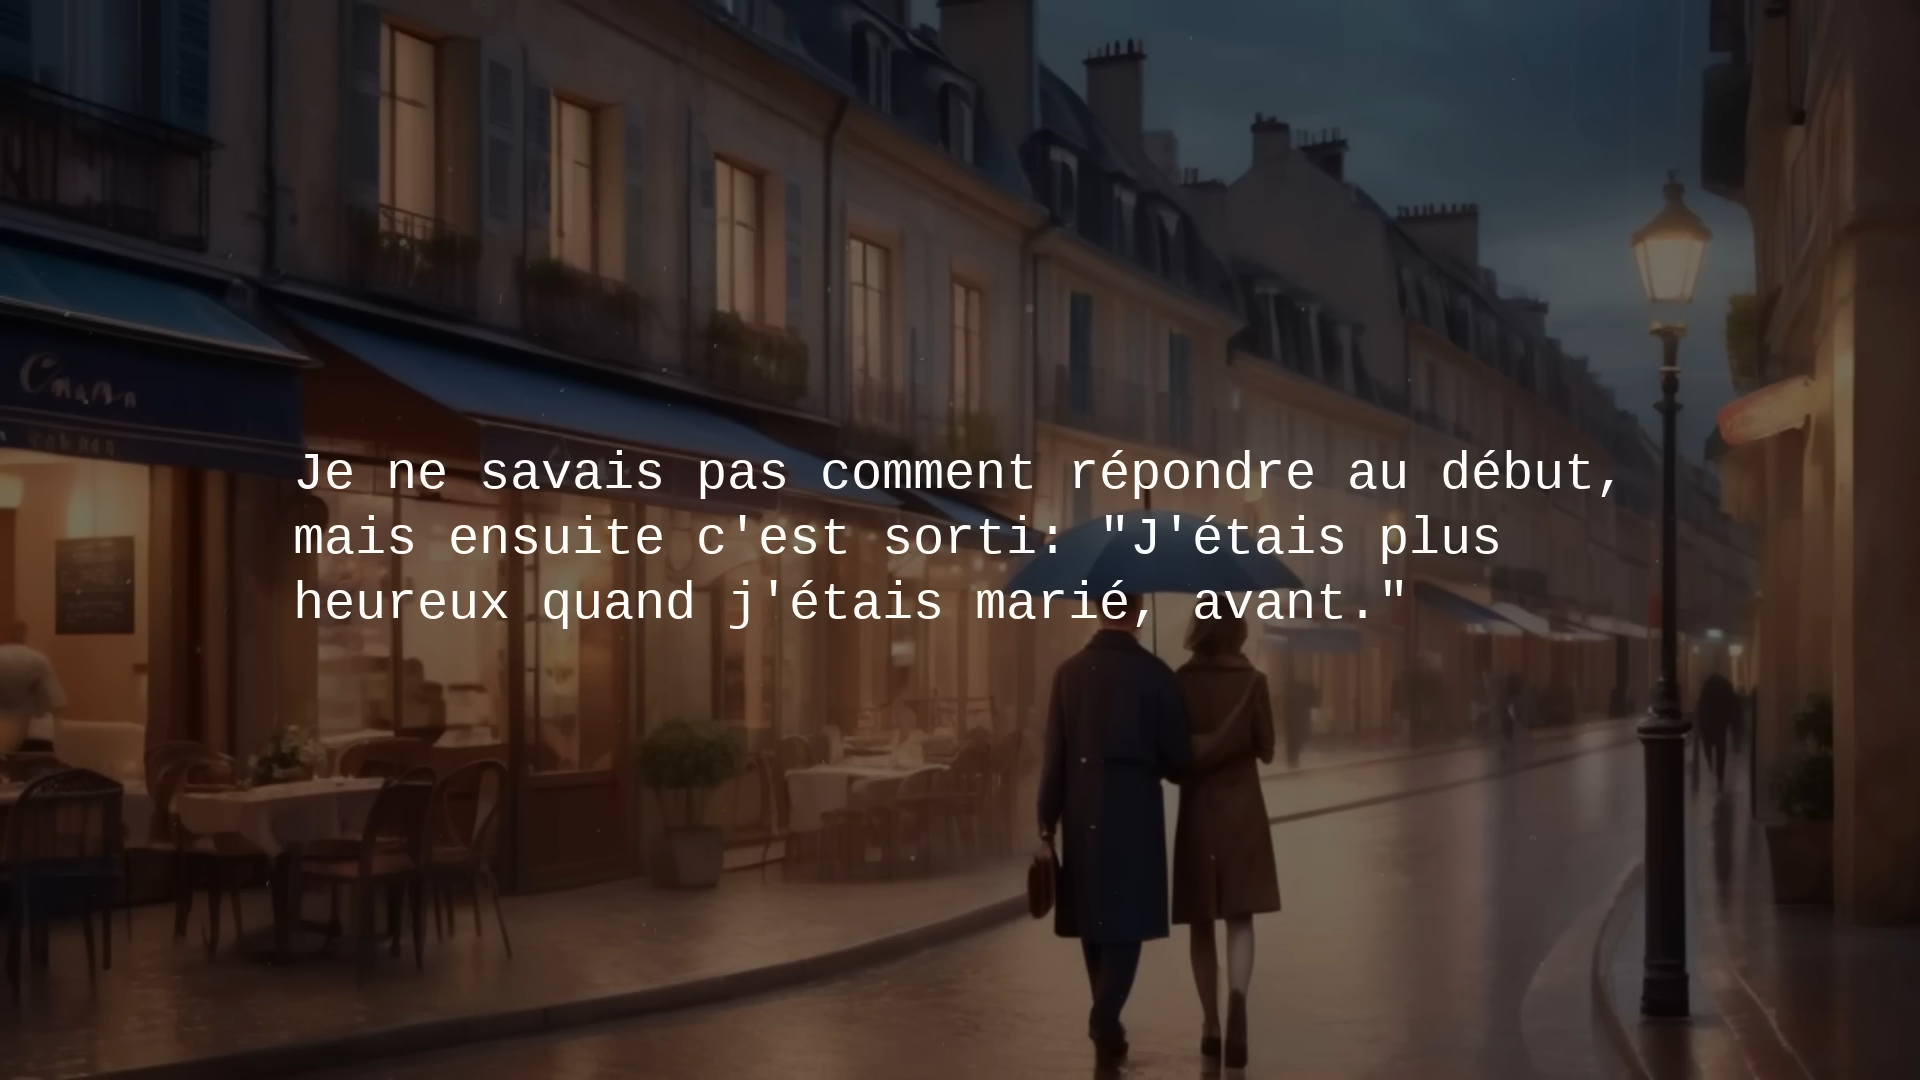 Je ne savais pas comment répondre au début,
mais ensuite c'est sorti: "J'étais plus
heureux quand j'étais marié, avant."